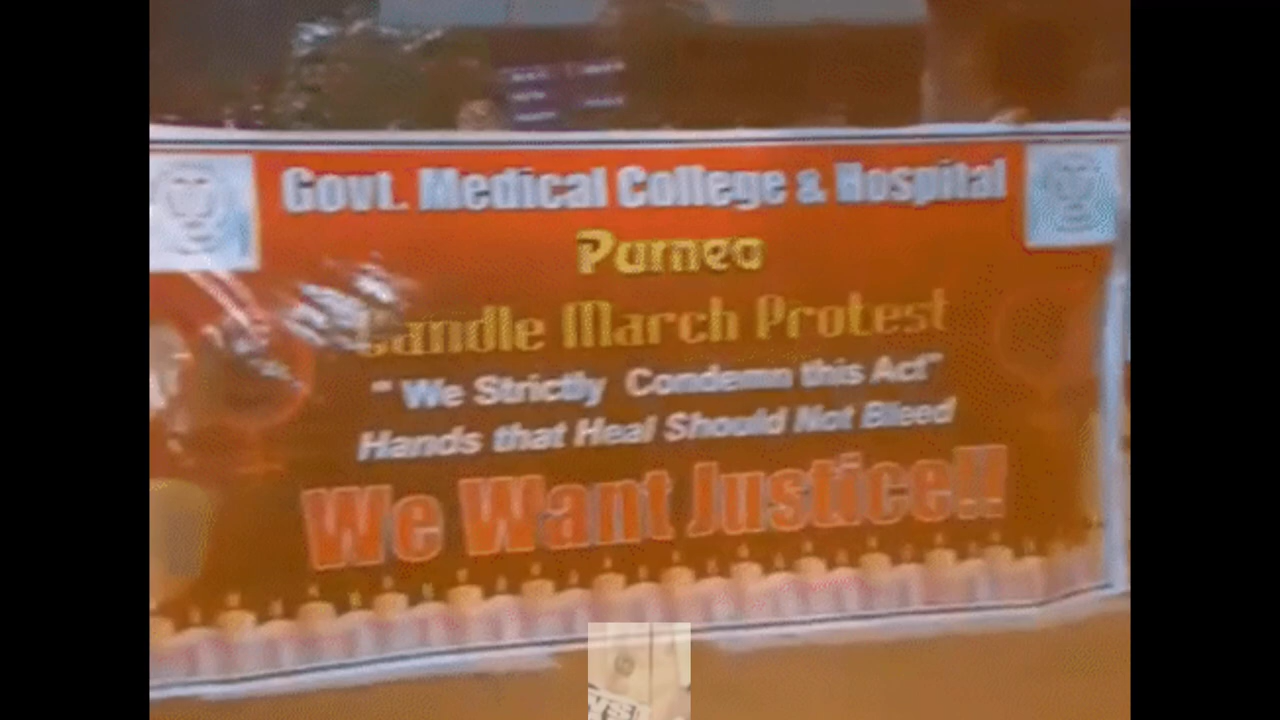 Govt. Medical College & Hospital
Purnea
Candle March Protest
" We Strictly Condemn this Act"
Hands that Heal Should Not Bleed
We Want Justice!!